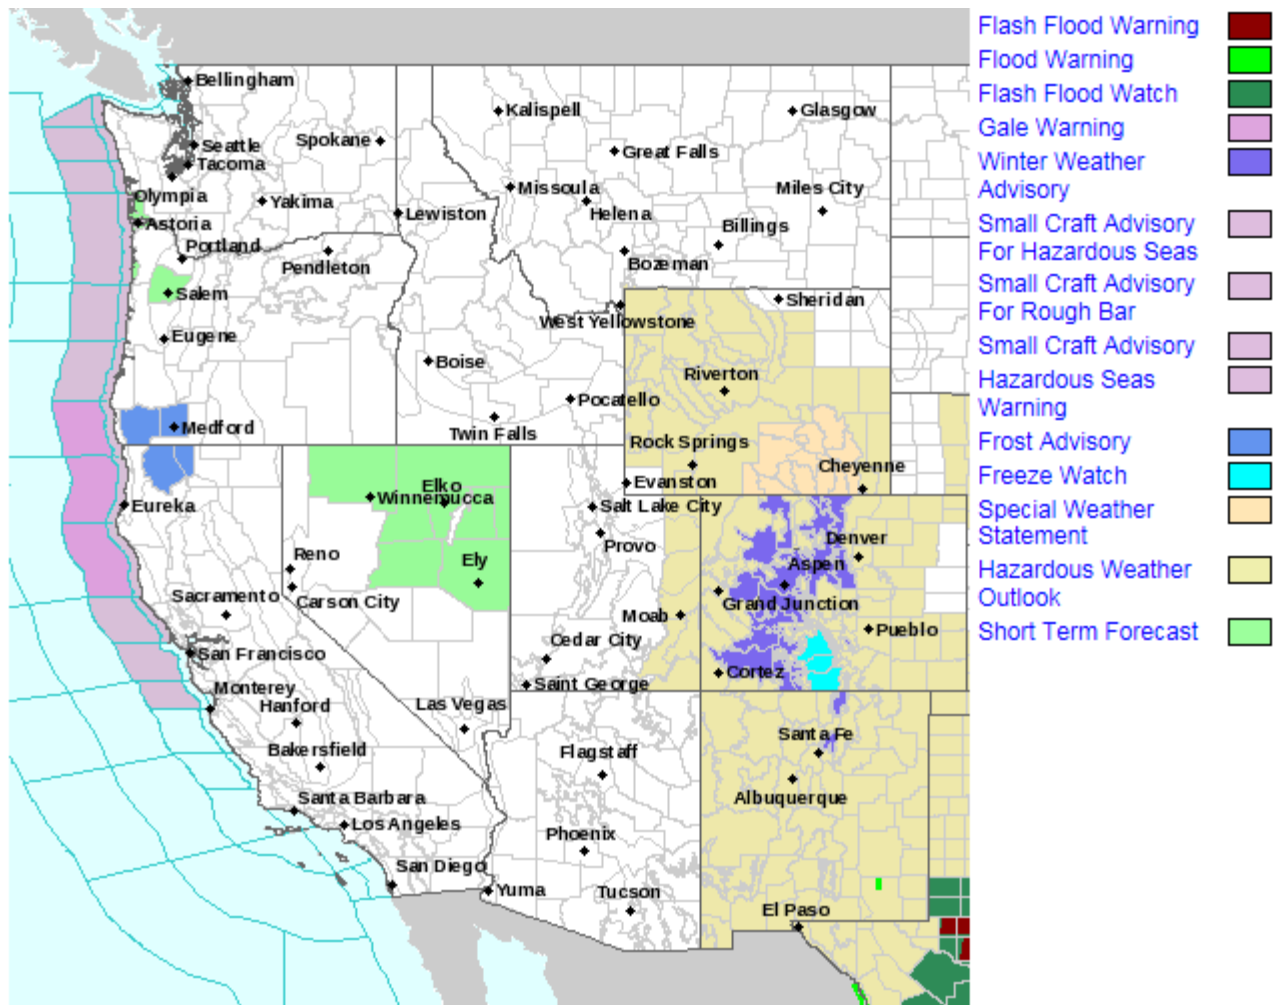 Bellingham
Kalispell
Glasgow
Spokane
Seattle
Great Falls
Tacoma
Missoula
Miles City
Olympia
Yakima
Helena
Lewiston
Astoria
Billings
Portland
Pendleton
Bozeman
Salem
Sheridan
West Yellowstone
Eugene
Boise
Riverton
Pocatello
Medford
Twin Falls
Rock Springs
Cheyenne
Elko
Evanston
Winnemucca
Eureka
Salt Lake City
Denver
Provo
Reno
Ely
Aspen
Sacramento
Carson City
Grand Junction
Moab
Pueblo
Cedar City
San Francisco
Cortez
Saint George
Monterey
Hanford
Las Vegas
Santa Fe
Bakersfield
Flagstaff
Santa Barbara
Albuquerque
Los Angeles
Phoenix
San Diego
Yuma
Tucson
El Paso
Flash Flood Warning
Flood Warning
Flash Flood Watch
Gale Warning
Winter Weather
Advisory
Small Craft Advisory
For Hazardous Seas
Small Craft Advisory
For Rough Bar
Small Craft Advisory
Hazardous Seas
Warning
Frost Advisory
Freeze Watch
Special Weather
Statement
Hazardous Weather
Outlook
Short Term Forecast